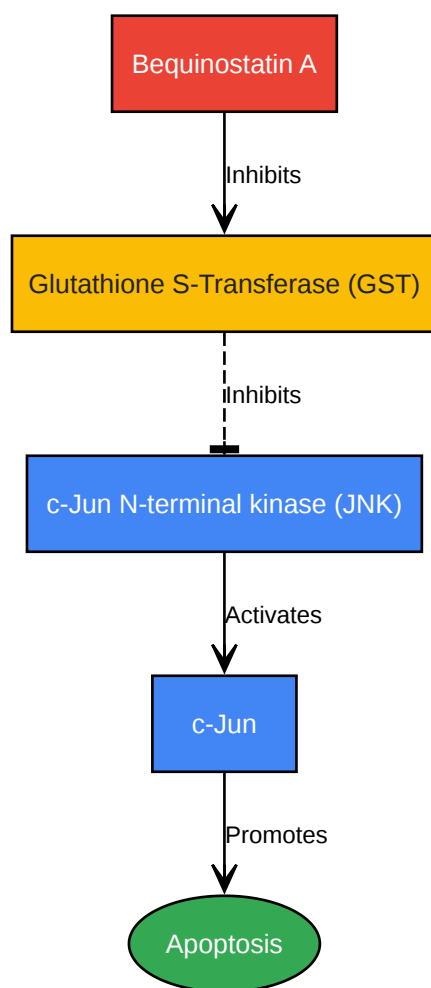 Bequinostatin A
Inhibits
Glutathione S-Transferase (GST)
Inhibits
c-Jun N-terminal kinase (JNK)
Activates
c-Jun
Promotes
Apoptosis